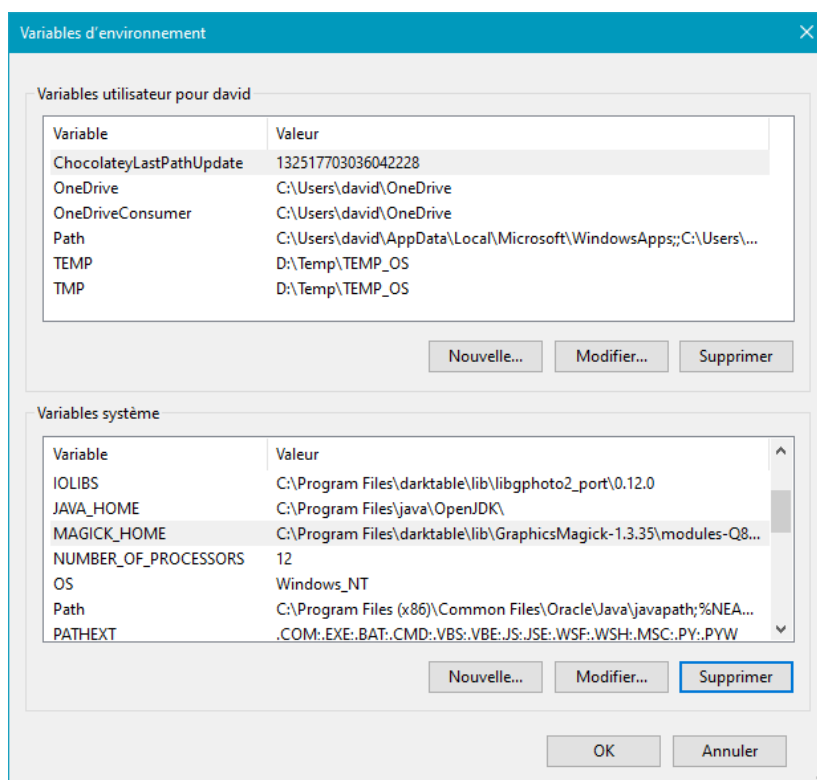 Variables d'environnement
Variables utilisateur pour david
Variable Valeur
ChocolateyLastPathUpdate 132517703036042228
OneDrive C:\Users\david\OneDrive
OneDriveConsumer C:\Users\david\OneDrive
Path C:\Users\david\AppData\Local\Microsoft\WindowsApps;;C:\Users\...
TEMP D:\Temp\TEMP_OS
TMP D:\Temp\TEMP_OS
Nouvelle... Modifier... Supprimer
Variables système
Variable Valeur
IOLIBS C:\Program Files\darktable\lib\libgphoto2_port\0.12.0
JAVA_HOME C:\Program Files\java\OpenJDK\
MAGICK_HOME C:\Program Files\darktable\lib\GraphicsMagick-1.3.35\modules-Q8...
NUMBER_OF_PROCESSORS 12
OS Windows_NT
Path C:\Program Files (x86)\Common Files\Oracle\Java\javapath;%NEA...
PATHEXT .COM;.EXE;.BAT;.CMD;.VBS;.VBE;.JS;.JSE;.WSF;.WSH;.MSC;.PY;.PYW
Nouvelle... Modifier... Supprimer
OK Annuler